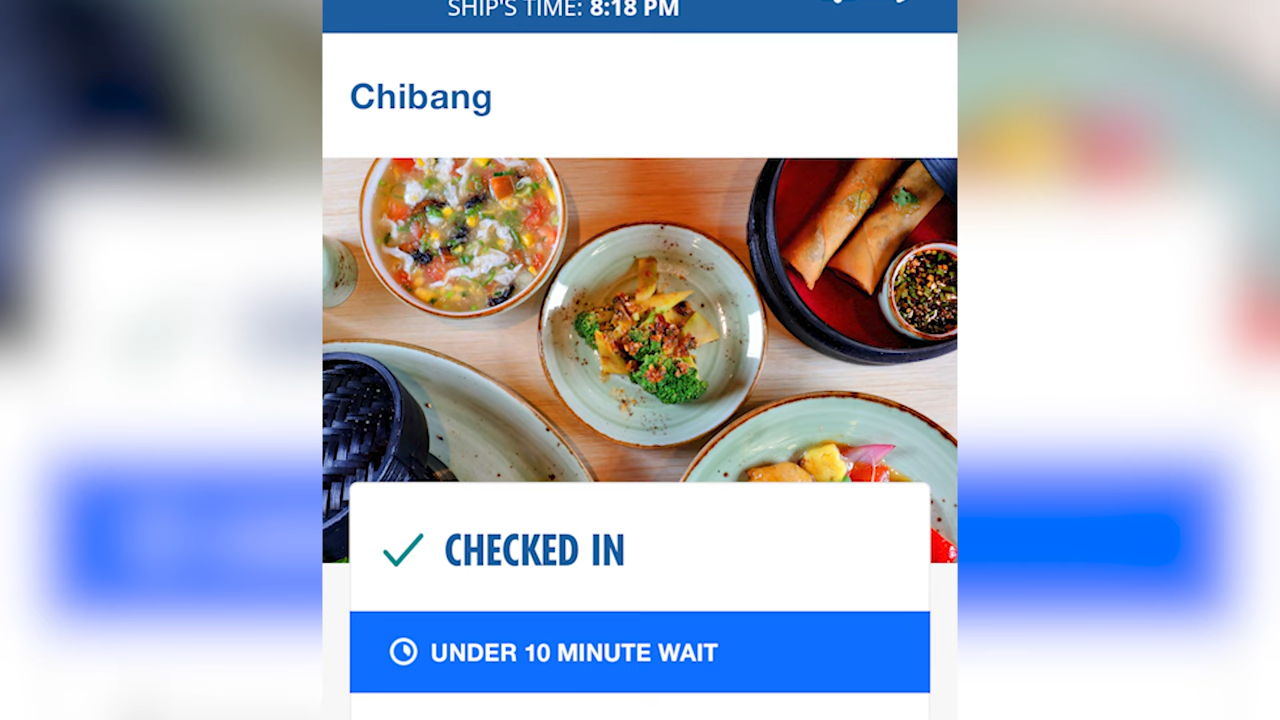 SHIP'S TIME: 8:18 PM
Chibang
CHECKED IN
UNDER 10 MINUTE WAIT